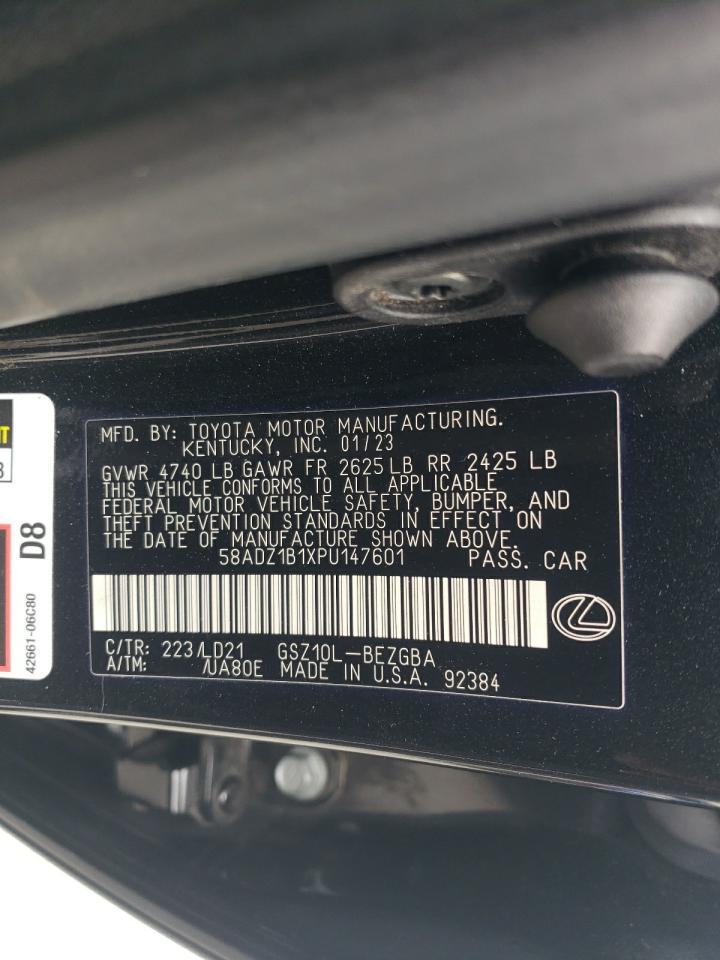 MFD. BY: TOYOTA MOTOR MANUFACTURING.
KENTUCKY, INC. 01/23
GVWR 4740 LB GAWR FR 2625 LB RR 2425 LB
THIS VEHICLE CONFORMS TO ALL APPLICABLE
FEDERAL MOTOR VEHICLE SAFETY, BUMPER, AND
THEFT PREVENTION STANDARDS IN EFFECT ON
THE DATE OF MANUFACTURE SHOWN ABOVE.
58ADZ1B1XPU147601 PASS. CAR
C/TR: 223/LD21 GSZ10L-BEZGBA
A/TM: /UA80E MADE IN U.S.A. 92384
D8
42661-06C80